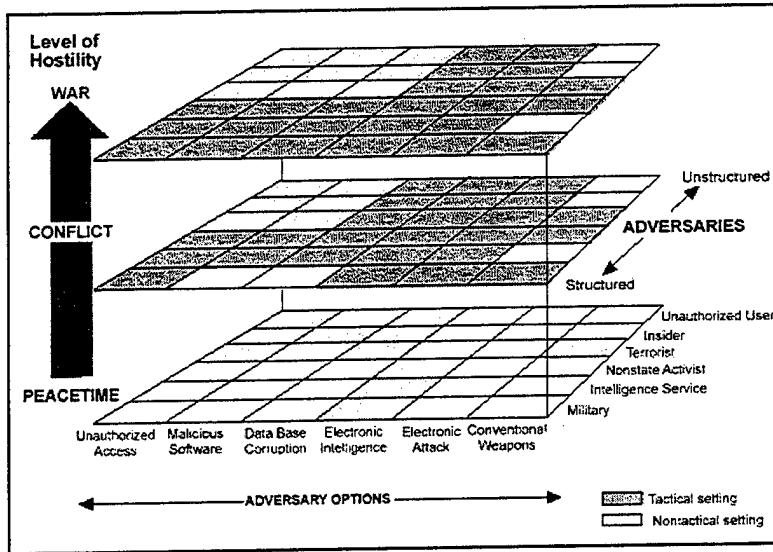 Level of
Hostility
WAR
CONFLICT
PEACETIME
Unstructured
ADVERSARIES
Structured
Unauthorized User
Insider
Terrorist
Nonstate Activist
Intelligence Service
Military
Unauthorized
Access
Malicious
Software
Data Base
Corruption
Electronic
Intelligence
Electronic
Attack
Conventional
Weapons
ADVERSARY OPTIONS
Tactical setting
Nontactical setting